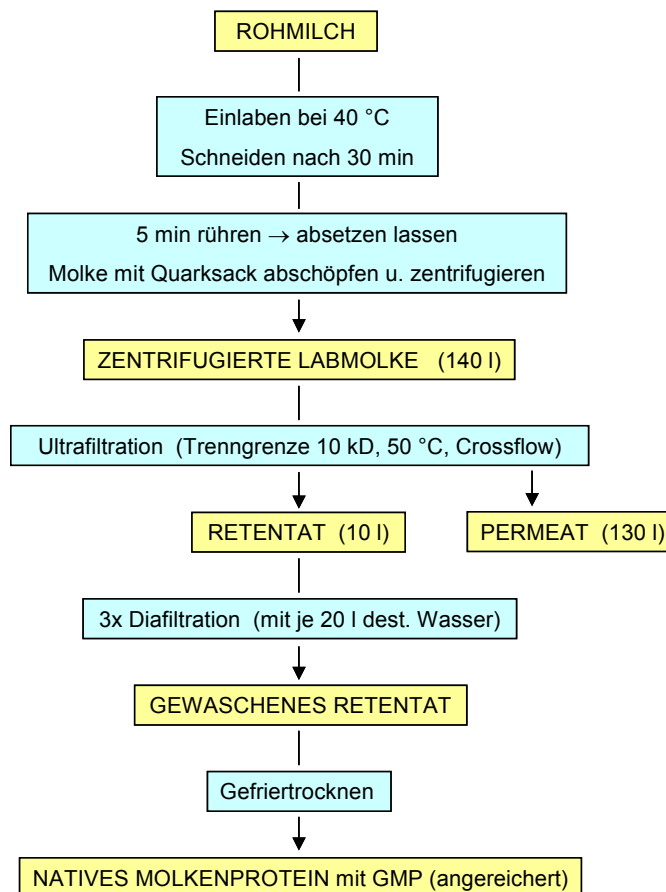 ROHMILCH
Einlaben bei 40 °C
Schneiden nach 30 min
5 min rühren → absetzen lassen
Molke mit Quarksack abschöpfen u. zentrifugieren
ZENTRIFUGIERTE LABMOLKE (140 l)
Ultrafiltration (Trenngrenze 10 kD, 50 °C, Crossflow)
RETENTAT (10 l)
PERMEAT (130 l)
3x Diafiltration (mit je 20 l dest. Wasser)
GEWASCHENES RETENTAT
Gefriertrocknen
NATIVES MOLKENPROTEIN mit GMP (angereichert)